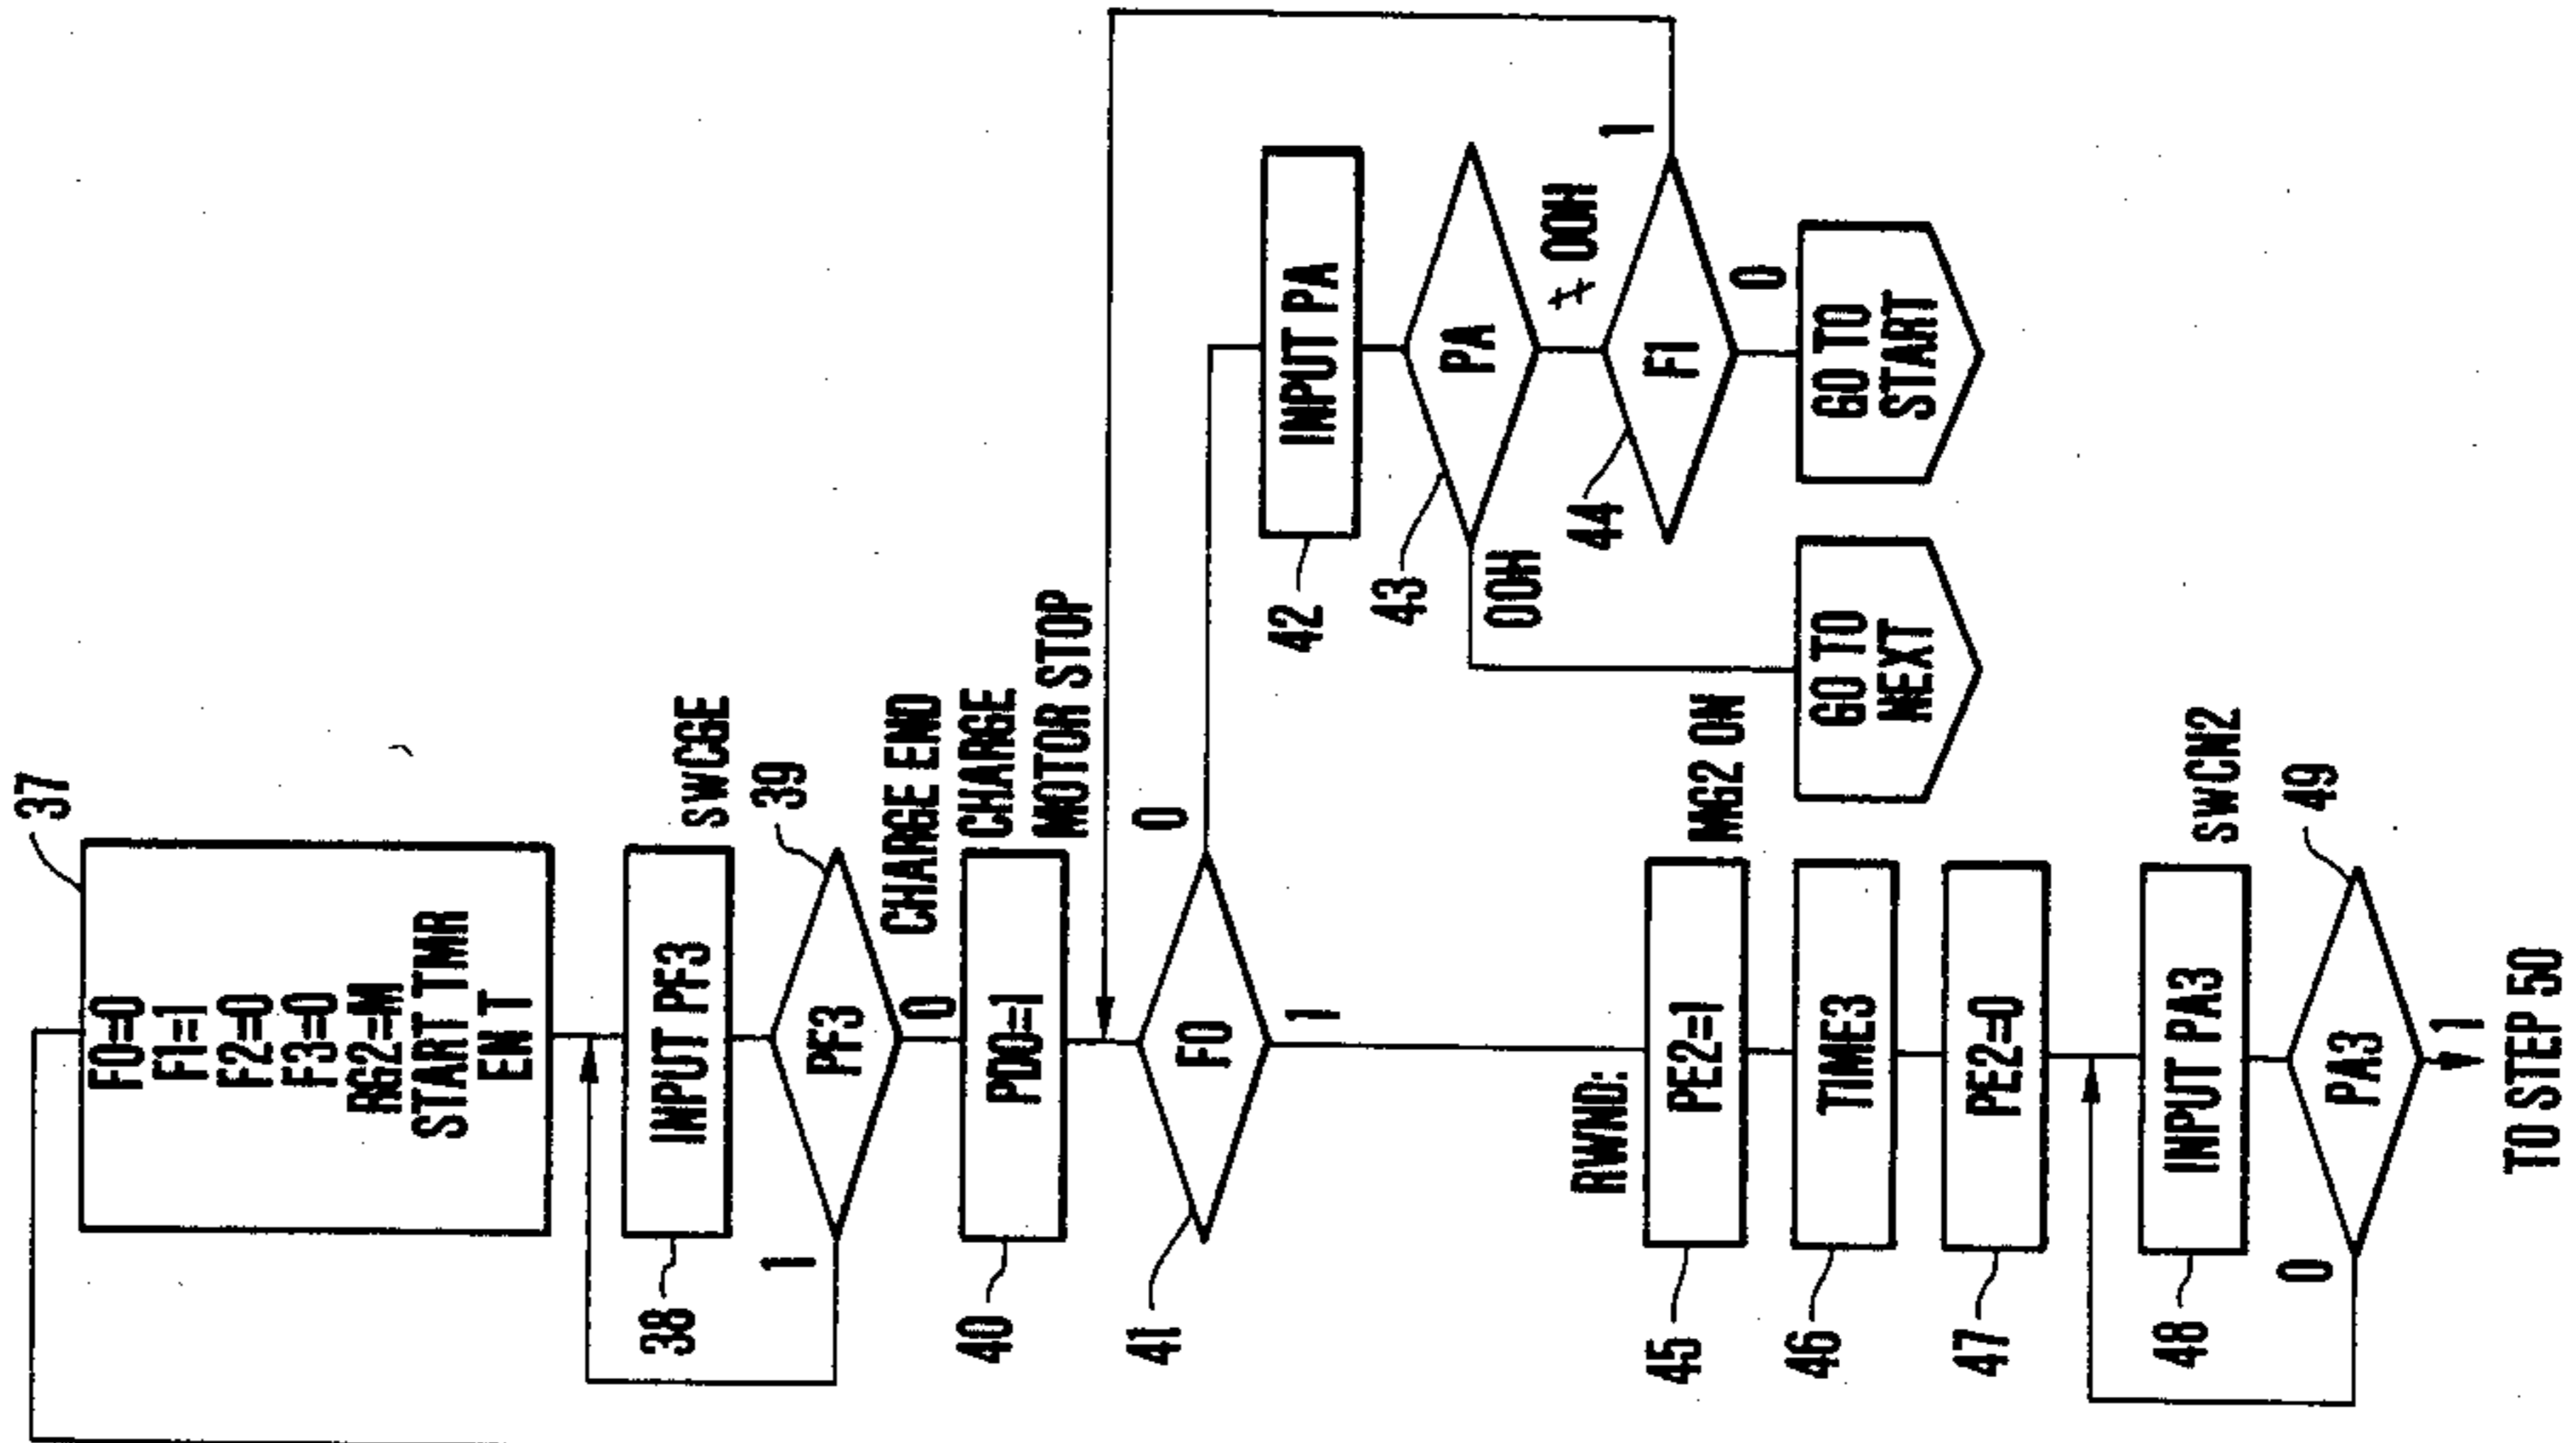 37
F0=0
F1=1
F2=0
F3=0
RG2=M
START TMR
EN T
38
INPUT PF3
SWCGE
39
PF3
1
0
CHARGE END
40
PD0=1
CHARGE
MOTOR STOP
41
F0
0
1
42
INPUT PA
43
PA
00H
≠ 00H
44
F1
1
0
GO TO
NEXT
GO TO
START
RWND:
45
PE2=1
MG2 ON
46
TIME3
47
PE2=0
48
INPUT PA3
SWCN2
49
PA3
0
1
TO STEP 50